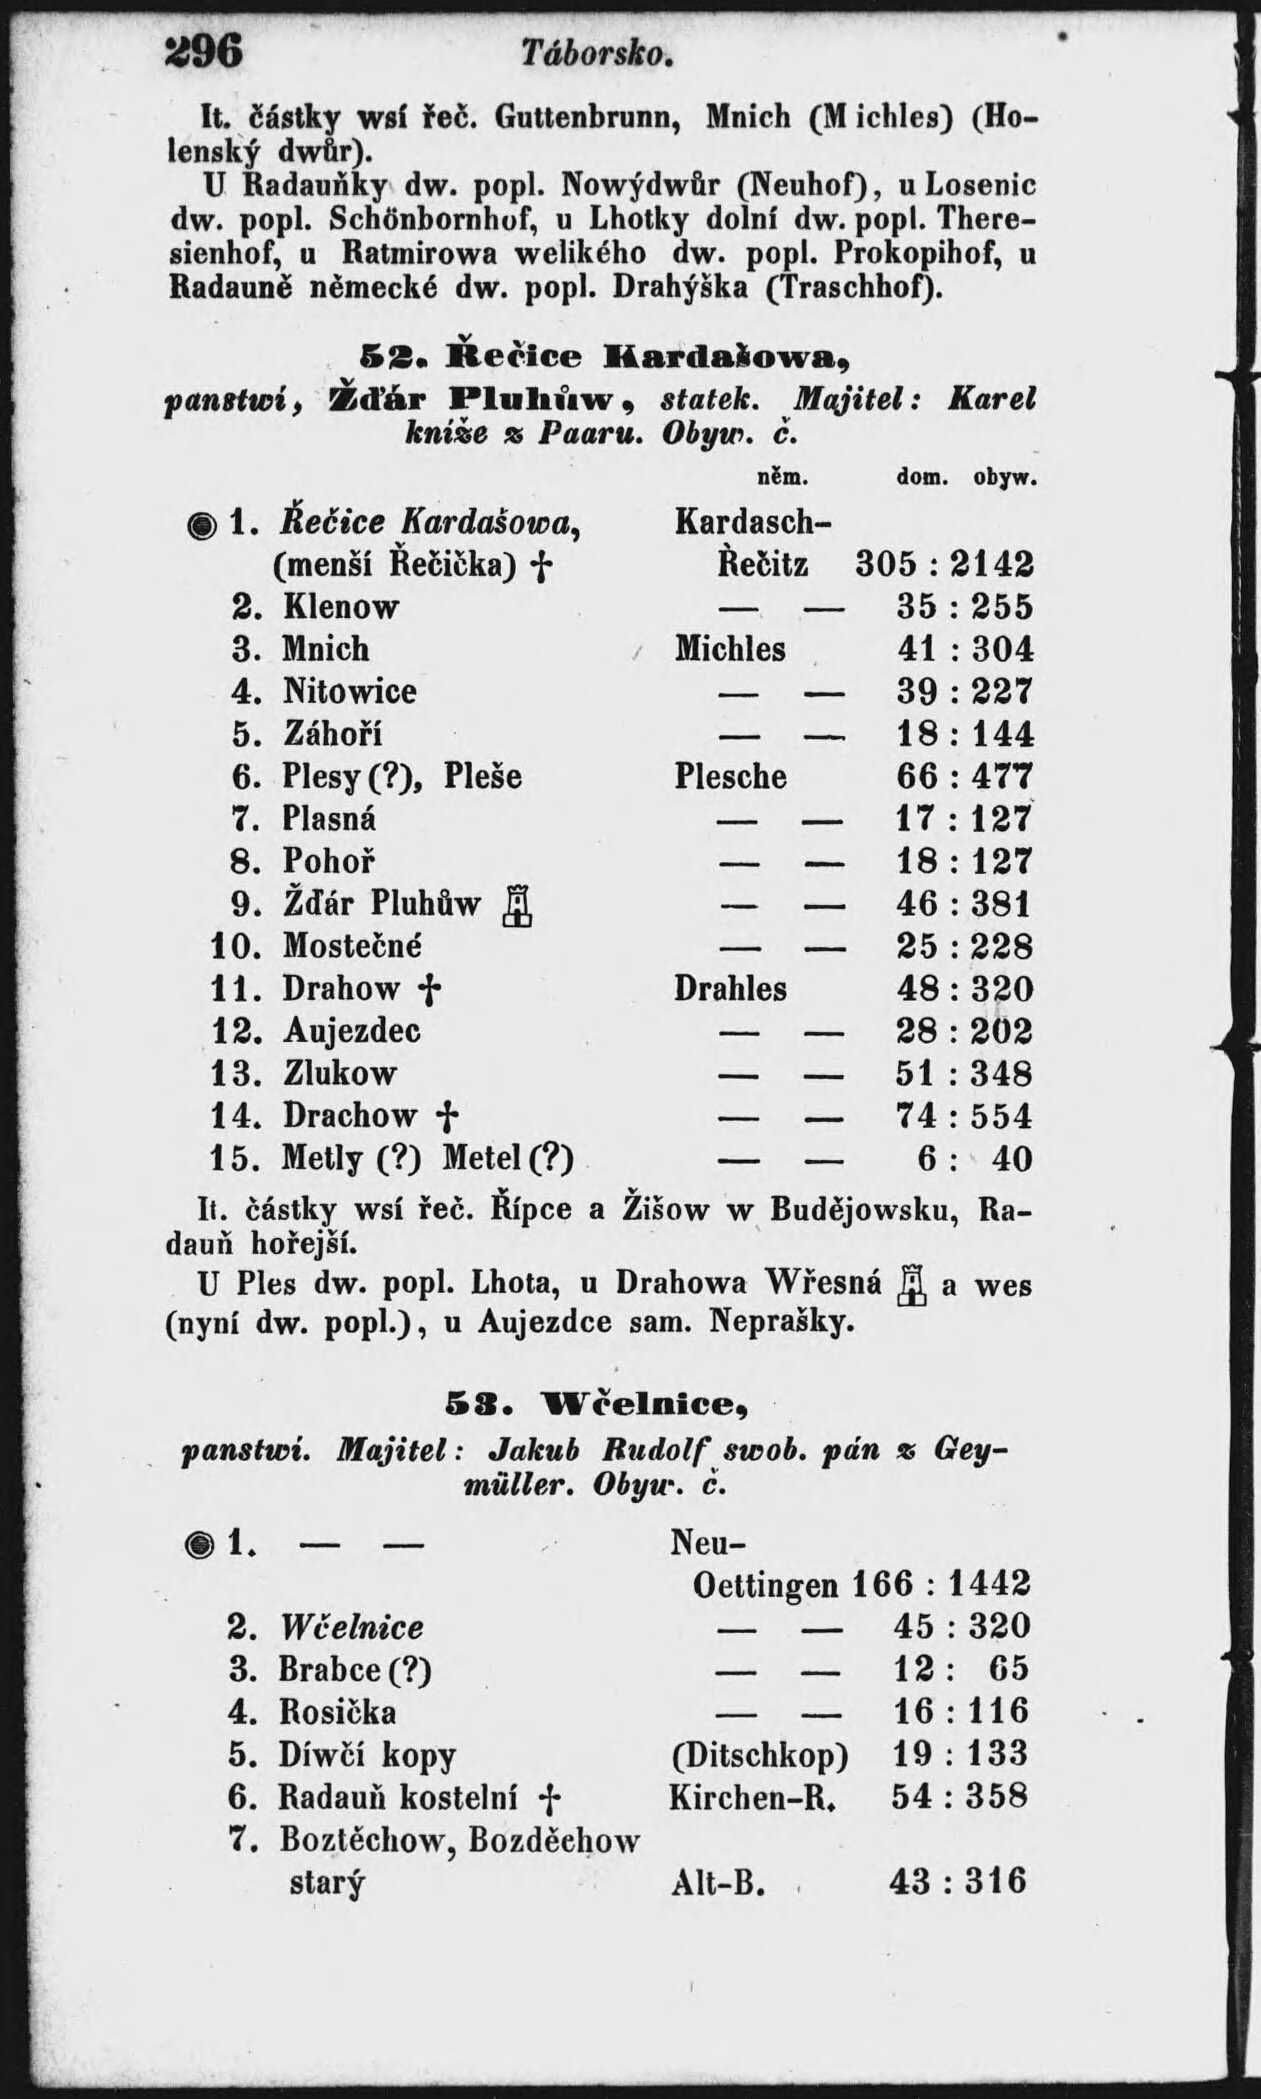 296 Táborsko.
It. částky wsí řeč. Guttenbrunn, Mnich (Michles) (Ho-
lenský dwůr).
U Radauňky dw. popl. Nowýdwůr (Neuhof), u Losenic
dw. popl. Schönbornhof, u Lhotky dolní dw. popl. There-
sienhof, u Ratmirowa welikého dw. popl. Prokopihof, u
Radauně německé dw. popl. Drahýška (Traschhof).
52. Řečice Kardašowa,
panstwí, Žďár Pluhůw, statek. Majitel: Karel
kníže z Paaru. Obyw. č.
něm. dom. obyw.
1. Řečice Kardašowa, Kardasch-
(menší Řečička) † Řečitz 305 : 2142
2. Klenow — — 35 : 255
3. Mnich Michles 41 : 304
4. Nitowice — — 39 : 227
5. Záhoří — — 18 : 144
6. Plesy (?), Pleše Plesche 66 : 477
7. Plasná — — 17 : 127
8. Pohoř — — 18 : 127
9. Žďár Pluhůw — — 46 : 381
10. Mostečné — — 25 : 228
11. Drahow † Drahles 48 : 320
12. Aujezdec — — 28 : 202
13. Zlukow — — 51 : 348
14. Drachow † — — 74 : 554
15. Metly (?) Metel (?) — — 6 : 40
It. částky wsí řeč. Řípce a Žišow w Budějowsku, Ra-
dauň hořejší.
U Ples dw. popl. Lhota, u Drahowa Wřesná a wes
(nyní dw. popl.), u Aujezdce sam. Neprašky.
53. Wčelnice,
panstwí. Majitel: Jakub Rudolf swob. pán z Gey-
müller. Obyw. č.
1. — — Neu-
Oettingen 166 : 1442
2. Wčelnice — — 45 : 320
3. Brabce (?) — — 12 : 65
4. Rosička — — 16 : 116
5. Díwčí kopy (Ditschkop) 19 : 133
6. Radauň kostelní † Kirchen-R. 54 : 358
7. Boztěchow, Bozděchow
starý Alt-B. 43 : 316